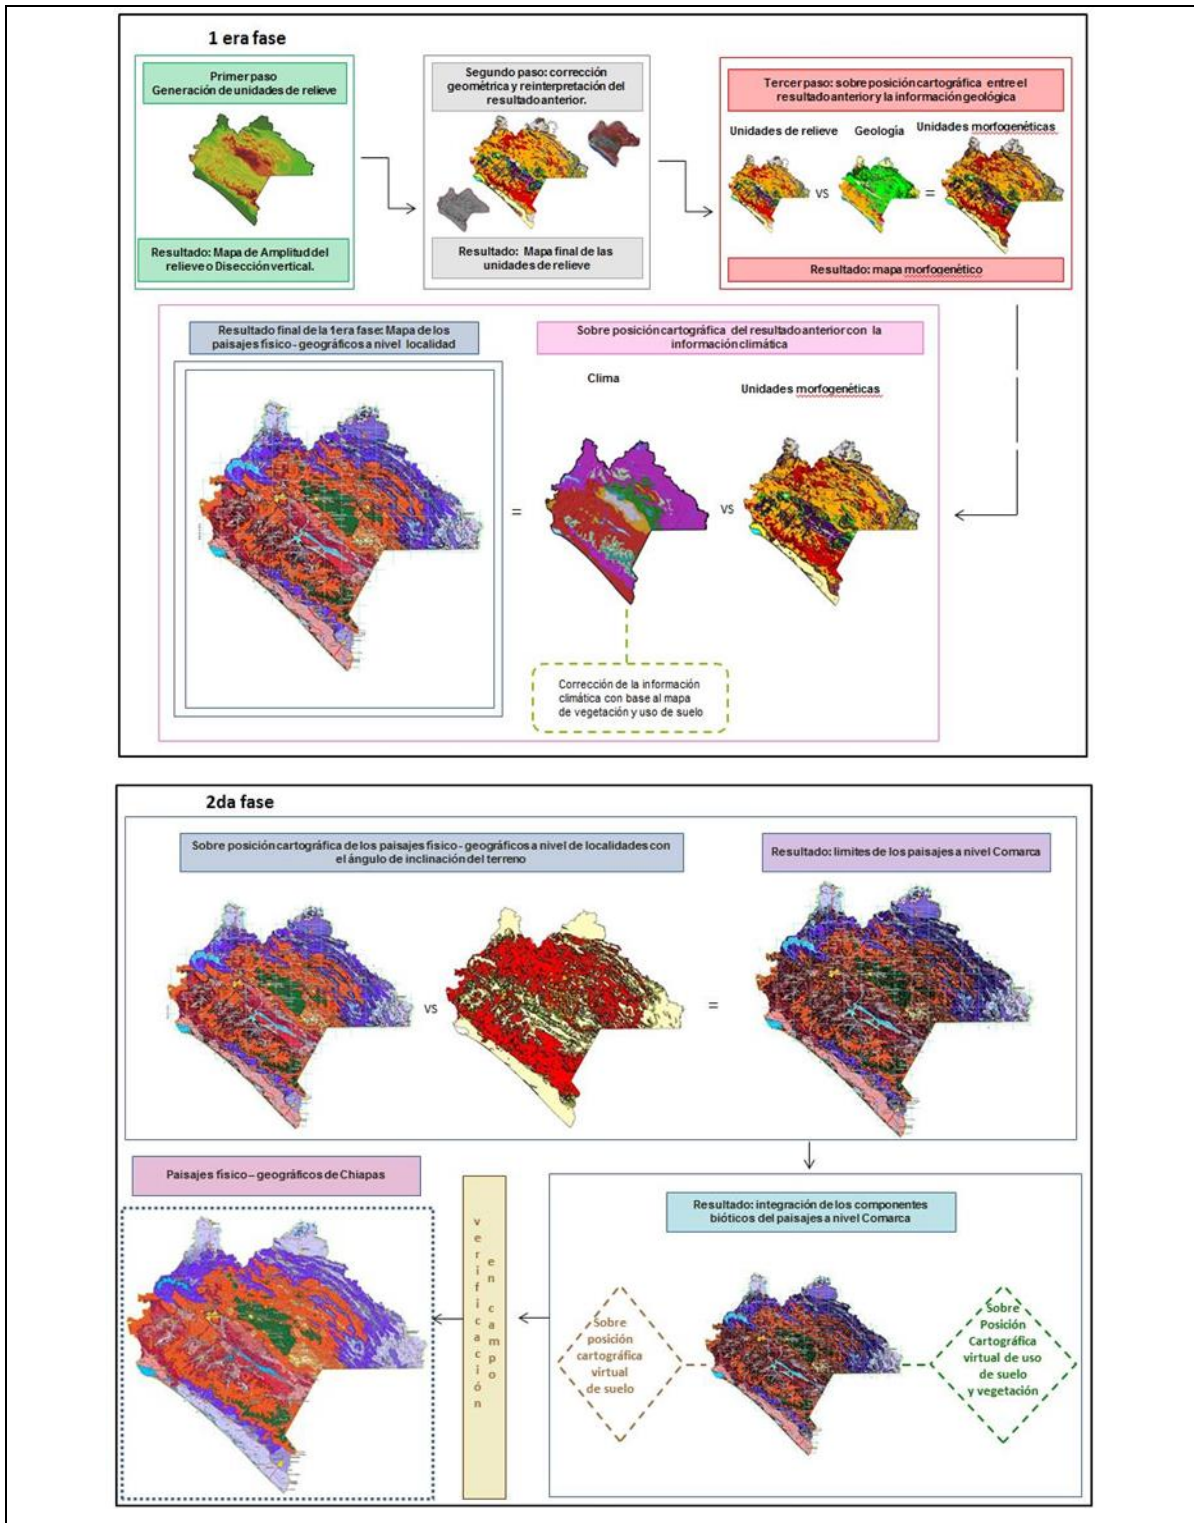 1 era fase
Primer paso
Generación de unidades de relieve
Resultado: Mapa de Amplitud del
relieve o Disección vertical.
Segundo paso: corrección
geométrica y reinterpretación del
resultado anterior.
Resultado: Mapa final de las
unidades de relieve
Tercer paso: sobre posición cartográfica entre el
resultado anterior y la información geológica
Unidades de relieve
Geología
Unidades morfogenéticas
vs
=
Resultado: mapa morfogenético
Resultado final de la 1era fase: Mapa de los
paisajes físico - geográficos a nivel localidad
Sobre posición cartográfica del resultado anterior con la
información climática
Clima
Unidades morfogenéticas
=
vs
Corrección de la información
climática con base al mapa
de vegetación y uso de suelo
2da fase
Sobre posición cartográfica de los paisajes físico - geográficos a nivel de localidades con
el ángulo de inclinación del terreno
Resultado: limites de los paisajes a nivel Comarca
vs
=
Paisajes físico – geográficos de Chiapas
verificación
en campo
Resultado: integración de los componentes
bióticos del paisajes a nivel Comarca
Sobre
posición
cartográfica
virtual
de suelo
Sobre
Posición
Cartográfica
virtual de uso
de suelo
y vegetación